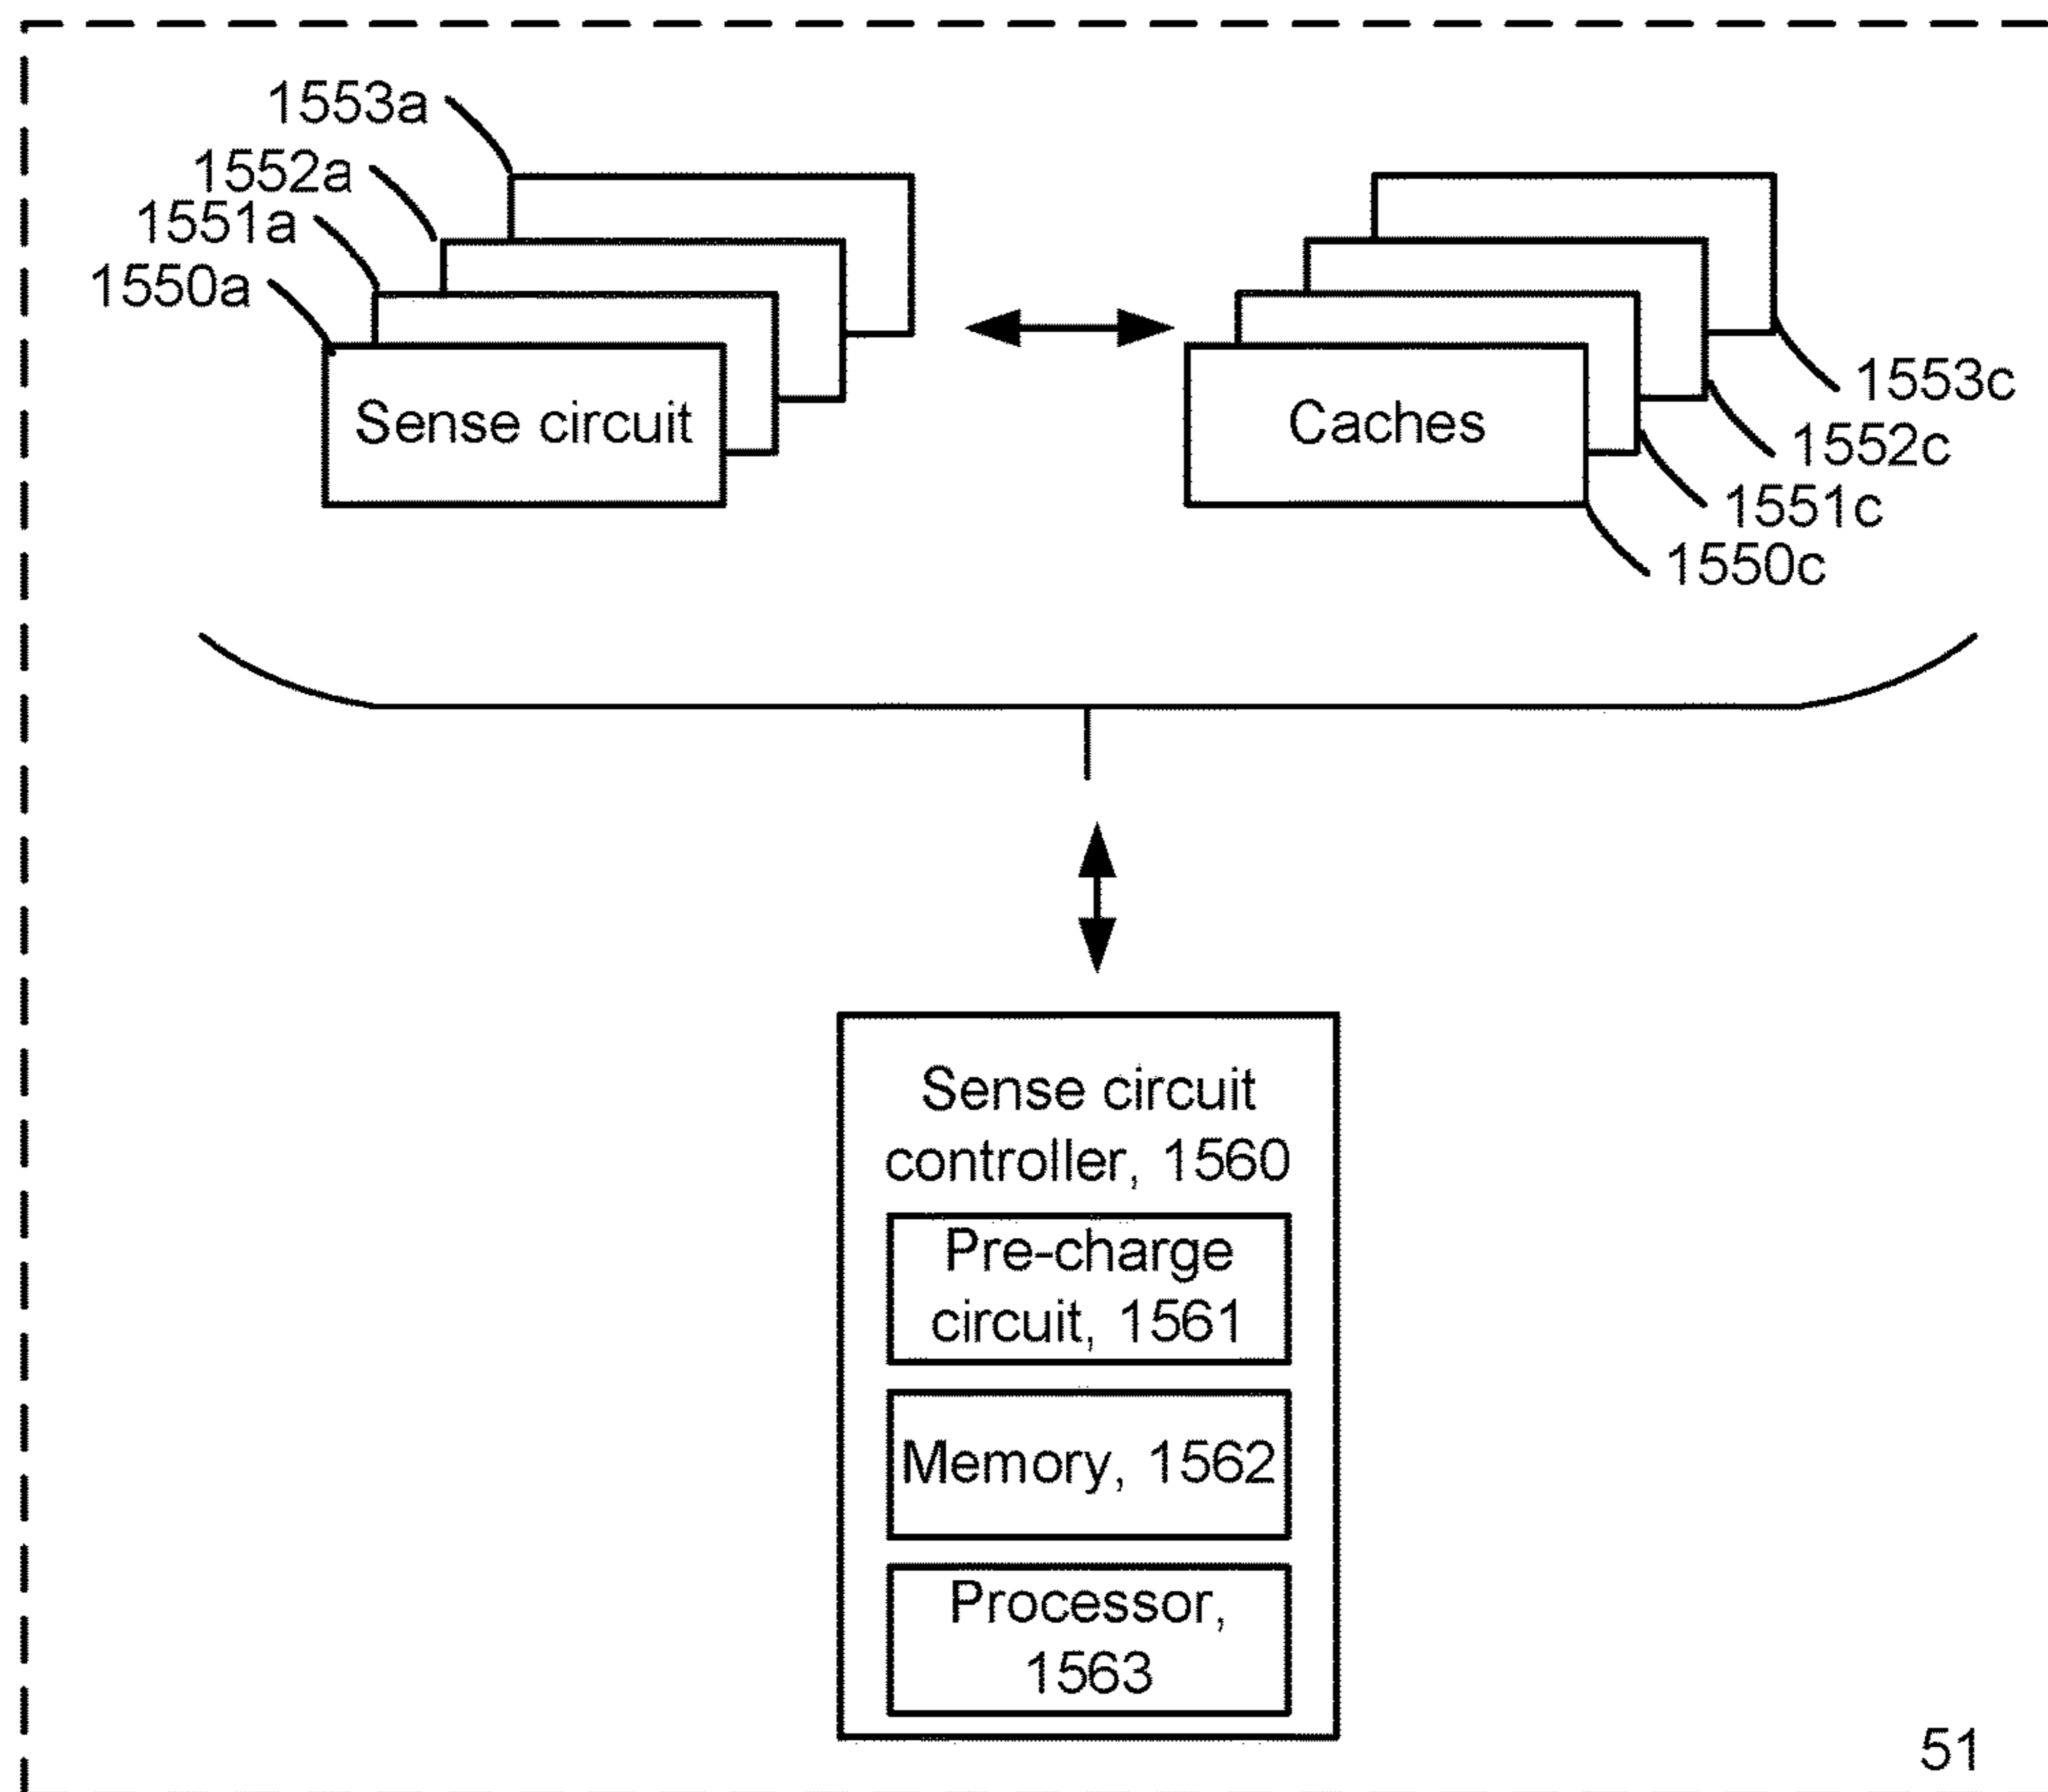 1553a
1552a
1551a
1550a
Sense circuit
Caches
1553c
1552c
1551c
1550c
Sense circuit
controller, 1560
Pre-charge
circuit, 1561
Memory, 1562
Processor,
1563
51